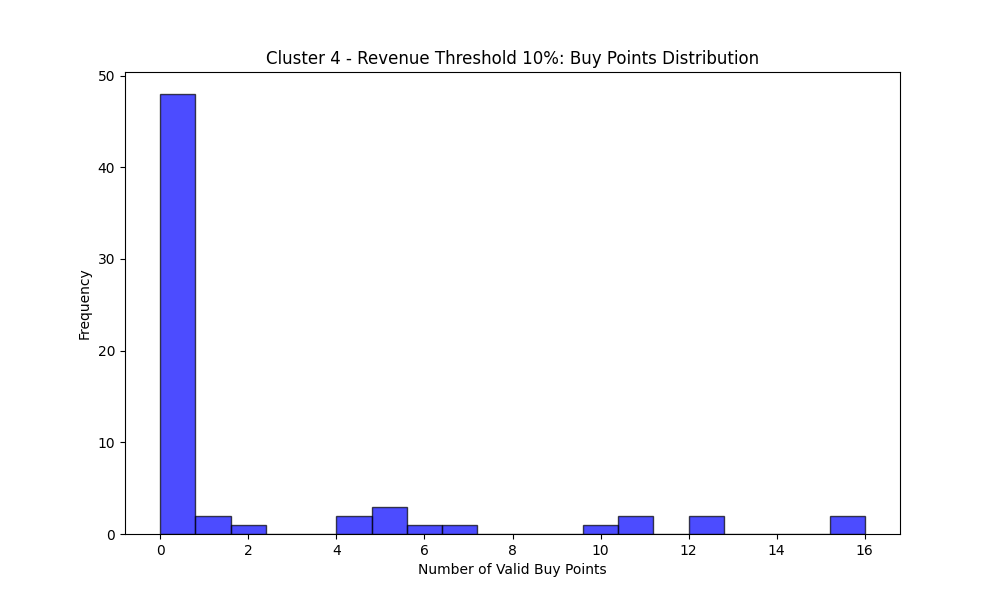 Cluster 4 - Revenue Threshold 10%: Buy Points Distribution
50
40
30
20
10
0
Frequency
0 2 4 6 8 10 12 14 16
Number of Valid Buy Points